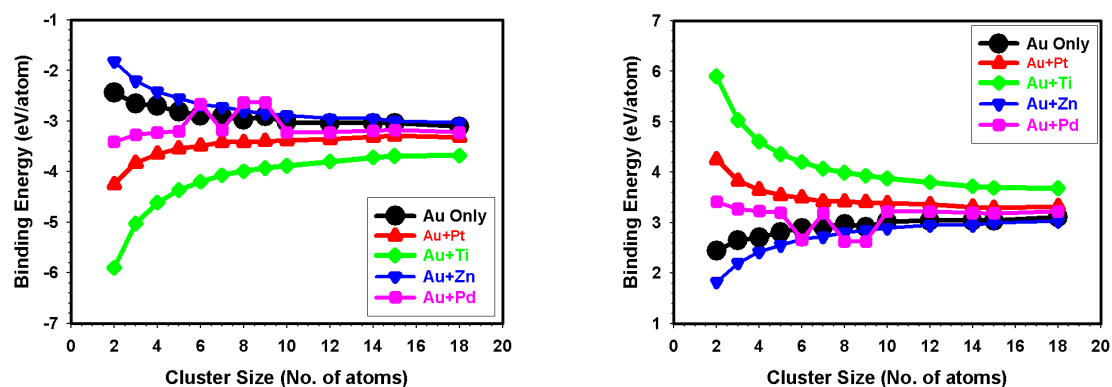 -1
-2
-3
-4
-5
-6
-7
Binding Energy (eV/atom)
Au Only
Au+Pt
Au+Ti
Au+Zn
Au+Pd
0 2 4 6 8 10 12 14 16 18 20
Cluster Size (No. of atoms)
7
6
5
4
3
2
1
Binding Energy (eV/atom)
Au Only
Au+Pt
Au+Ti
Au+Zn
Au+Pd
0 2 4 6 8 10 12 14 16 18 20
Cluster Size (No. of atoms)